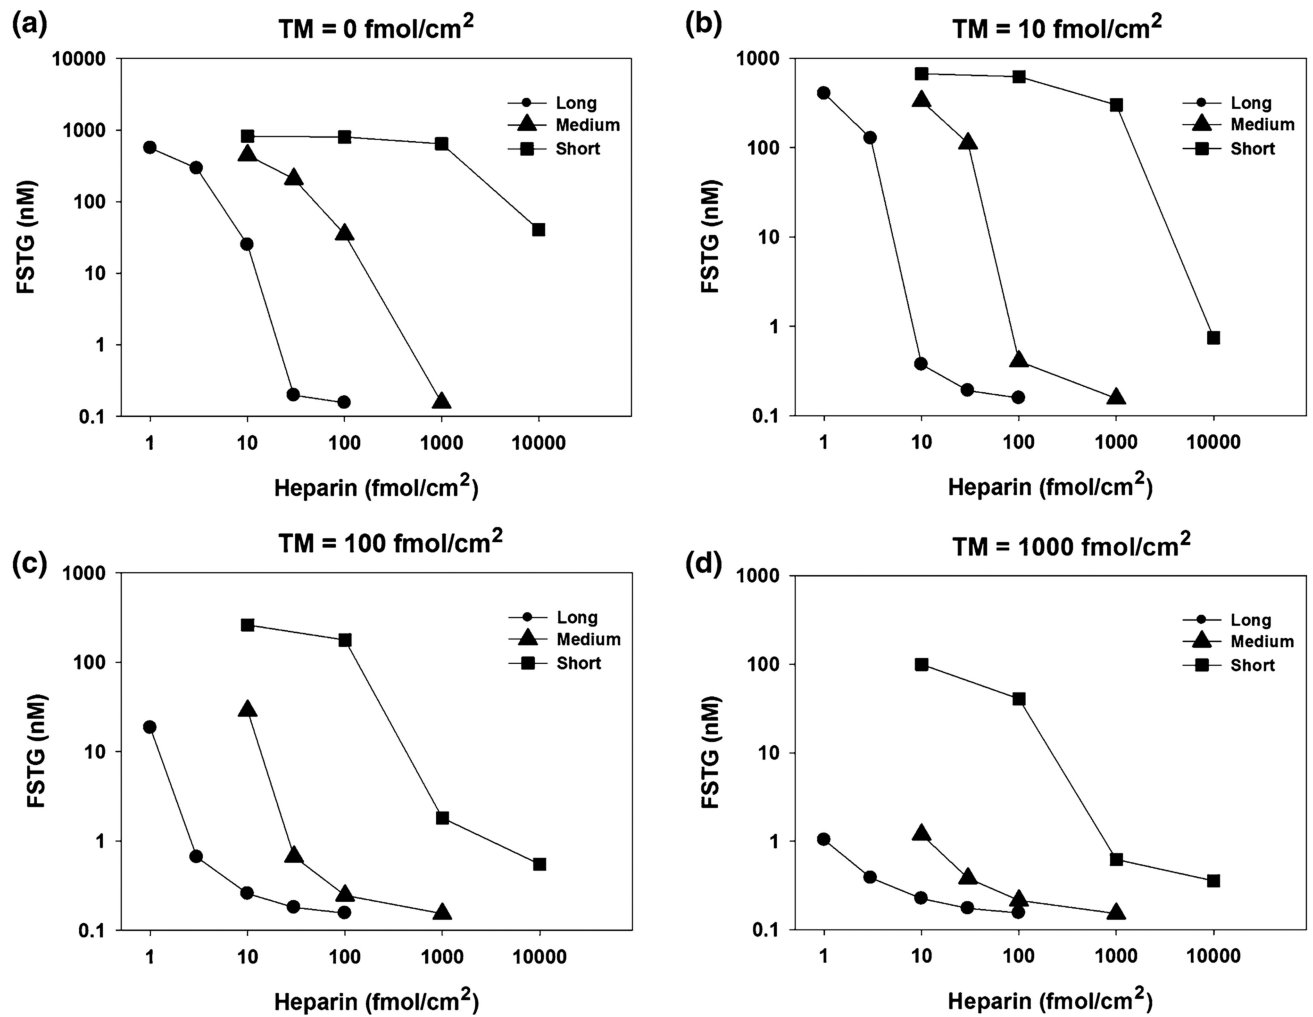 (a)
TM = 0 fmol/cm²
10000
1000
100
10
1
0.1
FSTG (nM)
Long
Medium
Short
1 10 100 1000 10000
Heparin (fmol/cm²)
(b)
TM = 10 fmol/cm²
1000
100
10
1
0.1
FSTG (nM)
Long
Medium
Short
1 10 100 1000 10000
Heparin (fmol/cm²)
(c)
TM = 100 fmol/cm²
1000
100
10
1
0.1
FSTG (nM)
Long
Medium
Short
1 10 100 1000 10000
Heparin (fmol/cm²)
(d)
TM = 1000 fmol/cm²
1000
100
10
1
0.1
FSTG (nM)
Long
Medium
Short
1 10 100 1000 10000
Heparin (fmol/cm²)